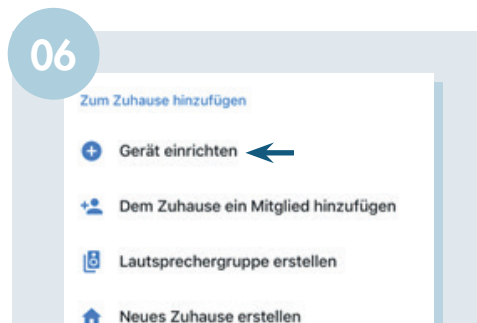 06
Zum Zuhause hinzufügen
Gerät einrichten
Dem Zuhause ein Mitglied hinzufügen
Lautsprechergruppe erstellen
Neues Zuhause erstellen